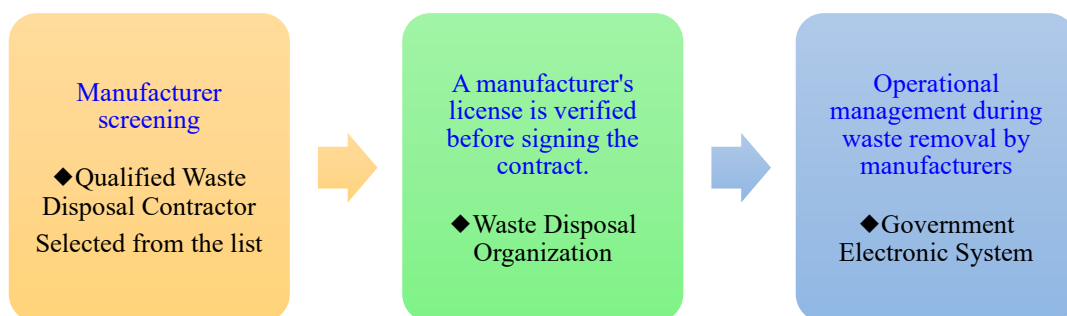 Manufacturer
screening
◆Qualified Waste
Disposal Contractor
Selected from the list
A manufacturer's
license is verified
before signing the
contract.
◆Waste Disposal
Organization
Operational
management during
waste removal by
manufacturers
◆Government
Electronic System